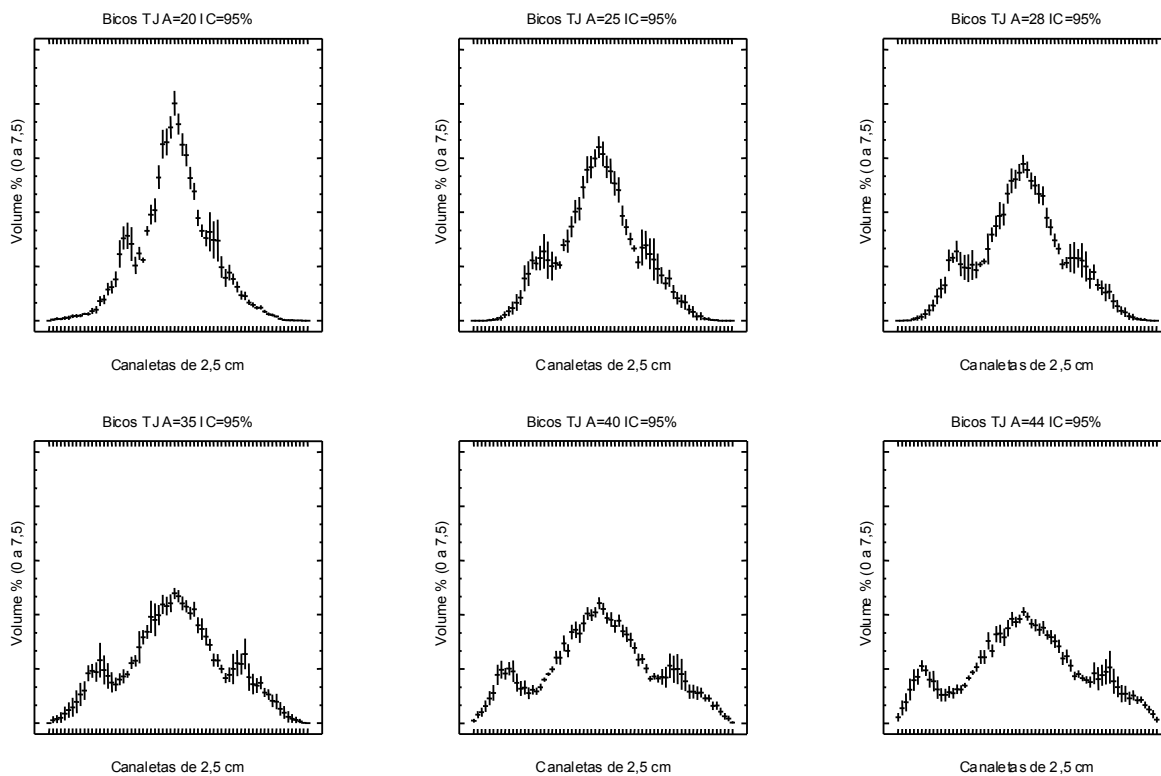 Bicos TJ A=20 IC=95%
Volume % (0 a 7,5)
Canaletas de 2,5 cm
Bicos TJ A=25 IC=95%
Volume % (0 a 7,5)
Canaletas de 2,5 cm
Bicos TJ A=28 IC=95%
Volume % (0 a 7,5)
Canaletas de 2,5 cm
Bicos TJ A=35 IC=95%
Volume % (0 a 7,5)
Canaletas de 2,5 cm
Bicos TJ A=40 IC=95%
Volume % (0 a 7,5)
Canaletas de 2,5 cm
Bicos TJ A=44 IC=95%
Volume % (0 a 7,5)
Canaletas de 2,5 cm